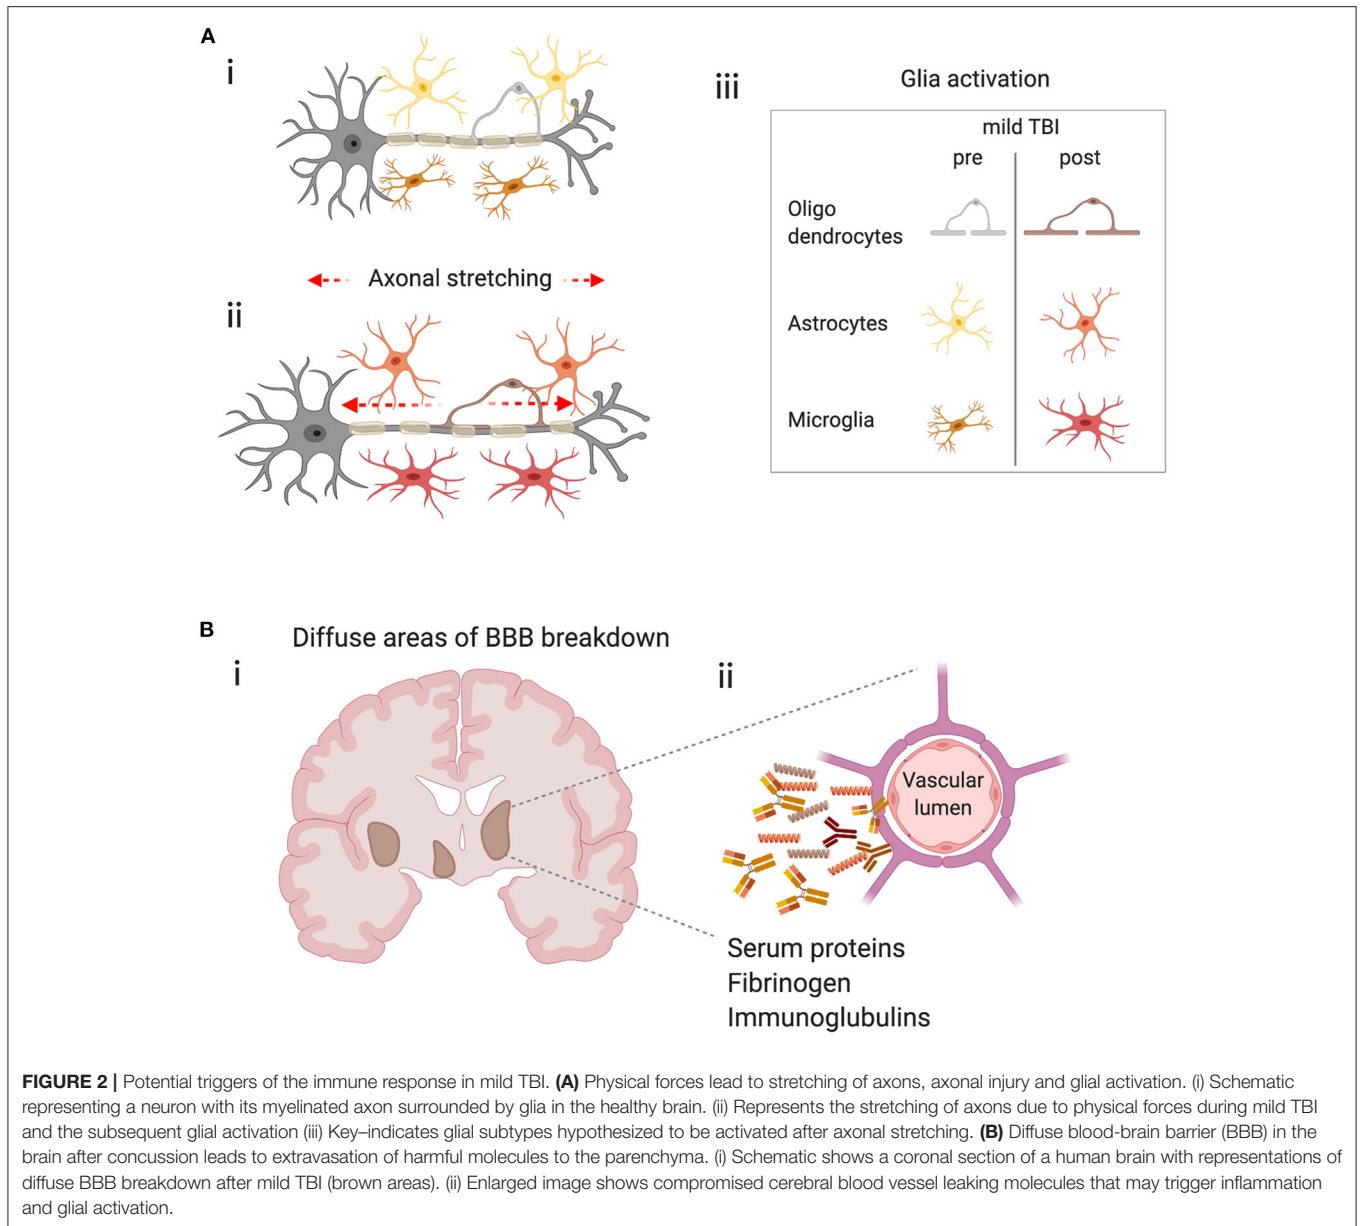 A
i
Axonal stretching
ii
iii
Glia activation
mild TBI
pre
post
Oligo
dendrocytes
Astrocytes
Microglia
B
Diffuse areas of BBB breakdown
i
ii
Vascular
lumen
Serum proteins
Fibrinogen
Immunoglubulins
FIGURE 2 | Potential triggers of the immune response in mild TBI. (A) Physical forces lead to stretching of axons, axonal injury and glial activation. (i) Schematic
representing a neuron with its myelinated axon surrounded by glia in the healthy brain. (ii) Represents the stretching of axons due to physical forces during mild TBI
and the subsequent glial activation (iii) Key–indicates glial subtypes hypothesized to be activated after axonal stretching. (B) Diffuse blood-brain barrier (BBB) in the
brain after concussion leads to extravasation of harmful molecules to the parenchyma. (i) Schematic shows a coronal section of a human brain with representations of
diffuse BBB breakdown after mild TBI (brown areas). (ii) Enlarged image shows compromised cerebral blood vessel leaking molecules that may trigger inflammation
and glial activation.